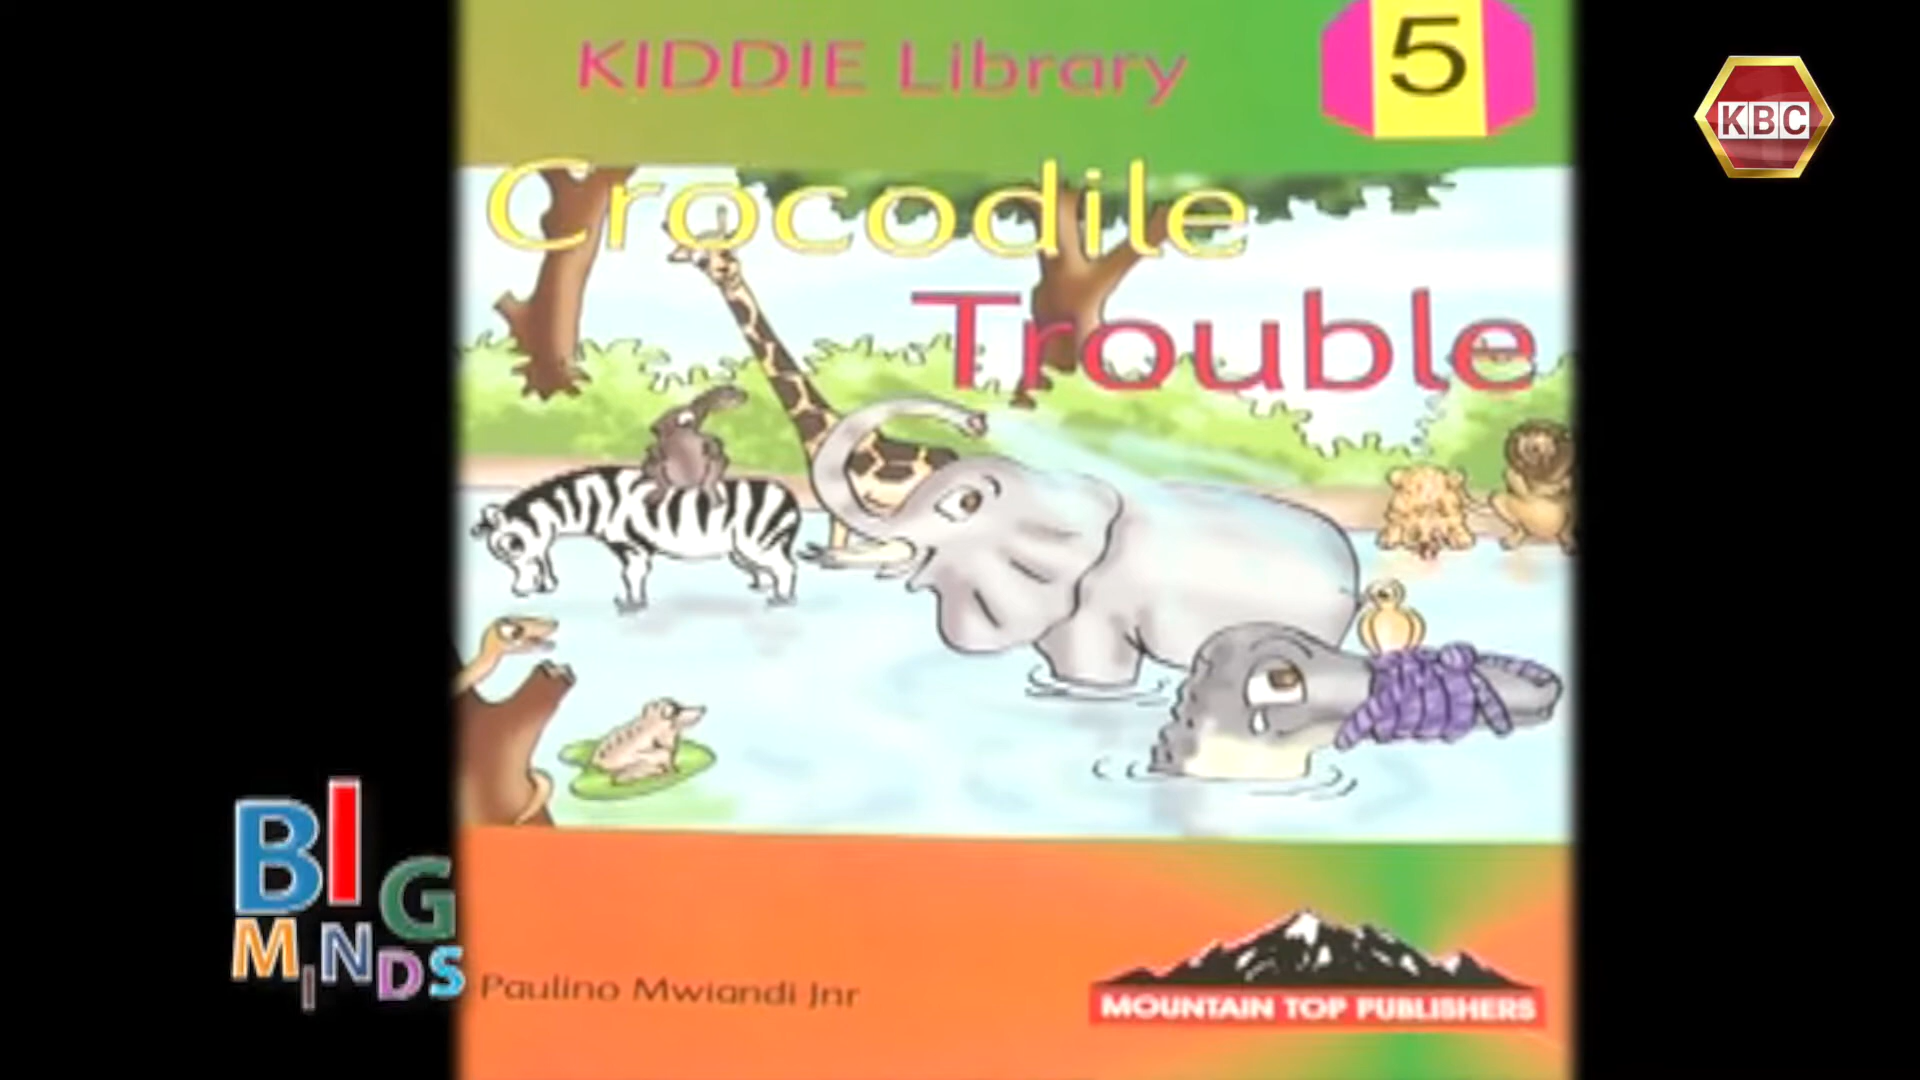 KIDDIE Library
5
KBC
Crocodile
Trouble
BIG
MINDS
Paulino Mwiandi Jnr
MOUNTAIN TOP PUBLISHERS